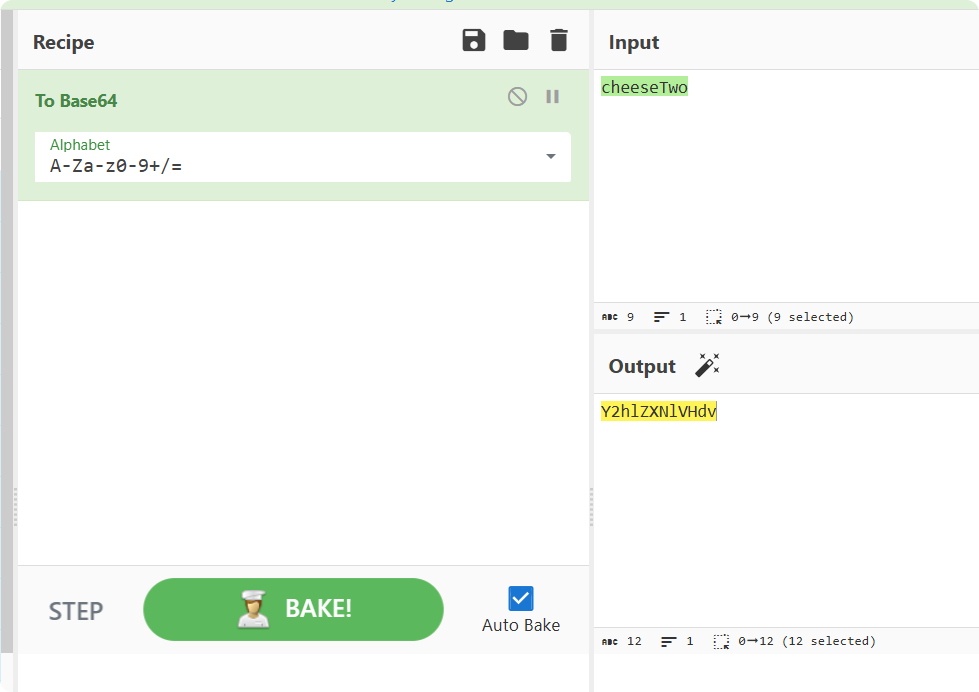 Recipe
To Base64
Alphabet
A-Za-z0-9+/=
STEP
BAKE!
Auto Bake
Input
cheeseTwo
ABC 9 1 0→9 (9 selected)
Output
Y2hlZXNlVHdv
ABC 12 1 0→12 (12 selected)